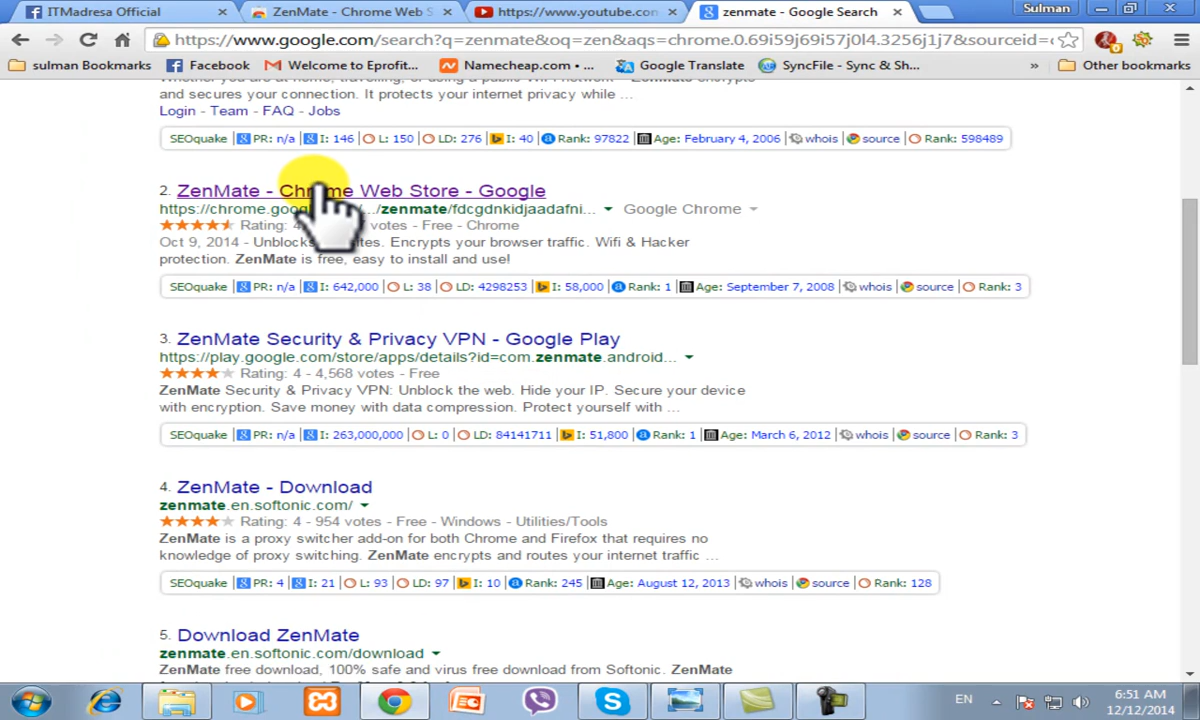 ITMadresa Official
ZenMate - Chrome Web S
https://www.youtube.com
zenmate - Google Search
Sulman
https://www.google.com/search?q=zenmate&oq=zen&aqs=chrome.0.69i59j69i57j0l4.3256j1j7&sourceid=c
sulman Bookmarks
Facebook
Welcome to Eprofit...
Namecheap.com • ...
Google Translate
SyncFile - Sync & Sh...
»
Other bookmarks
and secures your connection. It protects your internet privacy while ...
Login - Team - FAQ - Jobs
SEOquake PR: n/a I: 146 L: 150 LD: 276 I: 40 Rank: 97822 Age: February 4, 2006 whois source Rank: 598489
2. ZenMate - Chrome Web Store - Google
https://chrome.goog /.../zenmate/fdcgdnkidjaadafni... Google Chrome
Rating: 4 votes - Free - Chrome
Oct 9, 2014 - Unblocks ites. Encrypts your browser traffic. Wifi & Hacker
protection. ZenMate is free, easy to install and use!
SEOquake PR: n/a I: 642,000 L: 38 LD: 4298253 I: 58,000 Rank: 1 Age: September 7, 2008 whois source Rank: 3
3. ZenMate Security & Privacy VPN - Google Play
https://play.google.com/store/apps/details?id=com.zenmate.android...
Rating: 4 - 4,568 votes - Free
ZenMate Security & Privacy VPN: Unblock the web. Hide your IP. Secure your device
with encryption. Save money with data compression. Protect yourself with ...
SEOquake PR: n/a I: 263,000,000 L: 0 LD: 84141711 I: 51,800 Rank: 1 Age: March 6, 2012 whois source Rank: 3
4. ZenMate - Download
zenmate.en.softonic.com/
Rating: 4 - 954 votes - Free - Windows - Utilities/Tools
ZenMate is a proxy switcher add-on for both Chrome and Firefox that requires no
knowledge of proxy switching. ZenMate encrypts and routes your internet traffic ...
SEOquake PR: 4 I: 21 L: 93 LD: 97 I: 10 Rank: 245 Age: August 12, 2013 whois source Rank: 128
5. Download ZenMate
zenmate.en.softonic.com/download
ZenMate free download, 100% safe and virus free download from Softonic. ZenMate
EN
6:51 AM
12/12/2014